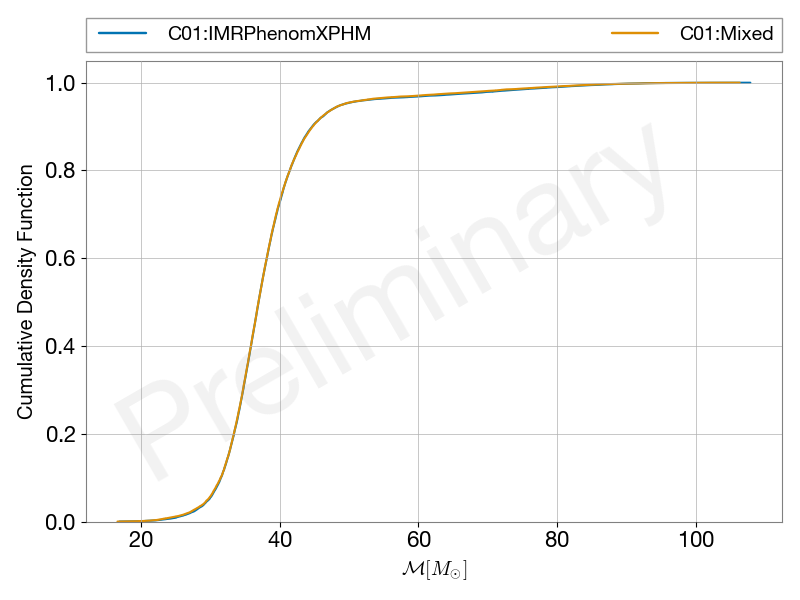 C01:IMRPhenomXPHM C01:Mixed
1.0
0.8
0.6
0.4
0.2
0.0
Cumulative Density Function
Preliminary
20 40 60 80 100
ℳ[M☉]